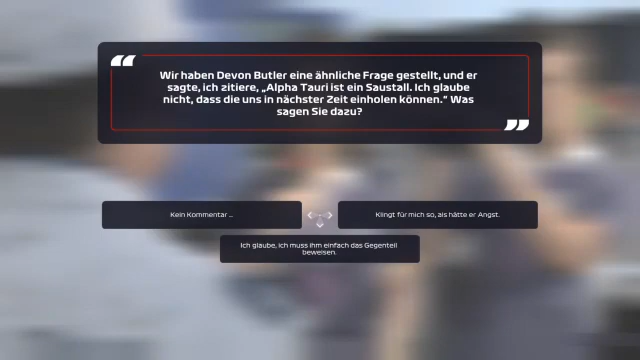 Wir haben Devon Butler eine ähnliche Frage gestellt, und er
sagte, ich zitiere, „Alpha Tauri ist ein Saustall. Ich glaube
nicht, dass die uns in nächster Zeit einholen können.“ Was
sagen Sie dazu?
Kein Kommentar ...
Klingt für mich so, als hätte er Angst.
Ich glaube, ich muss ihm einfach das Gegenteil
beweisen.